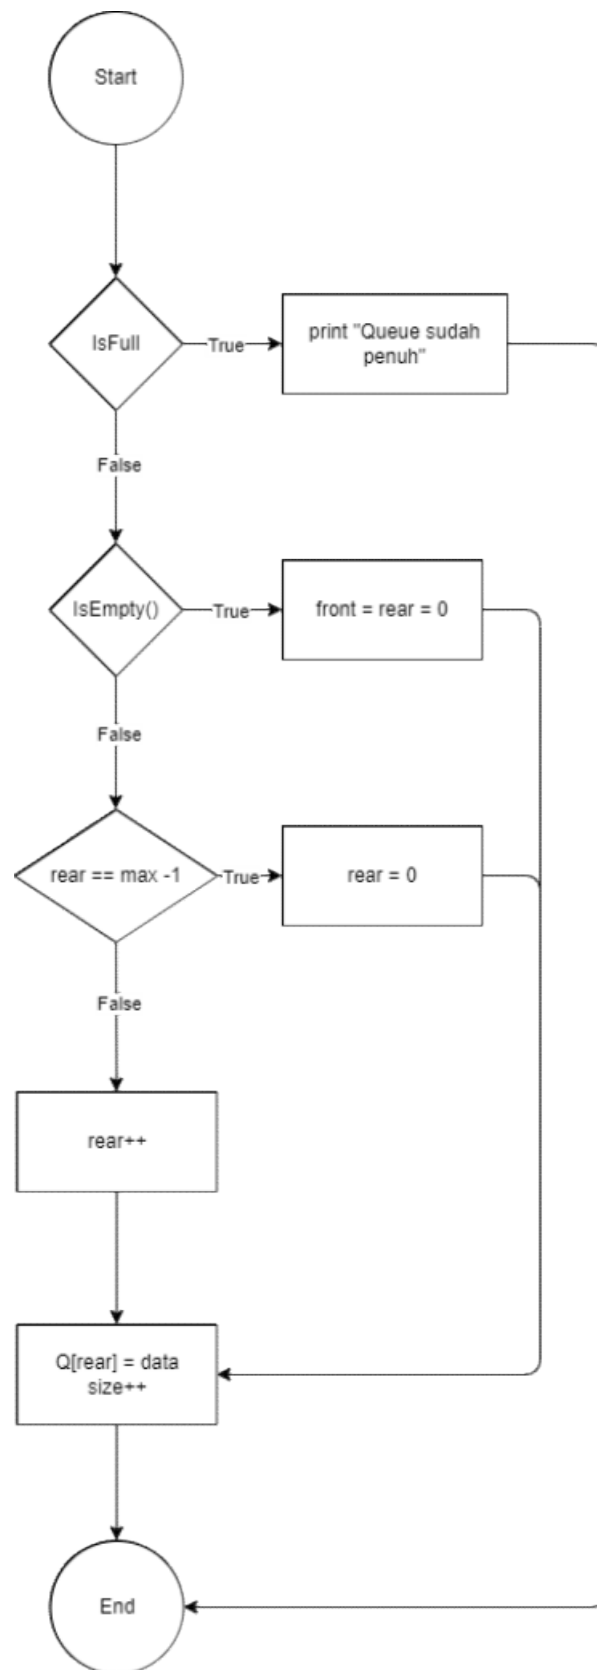 Start
IsFull
True
print "Queue sudah
penuh"
False
IsEmpty()
True
front = rear = 0
False
rear == max -1
True
rear = 0
False
rear++
Q[rear] = data
size++
End